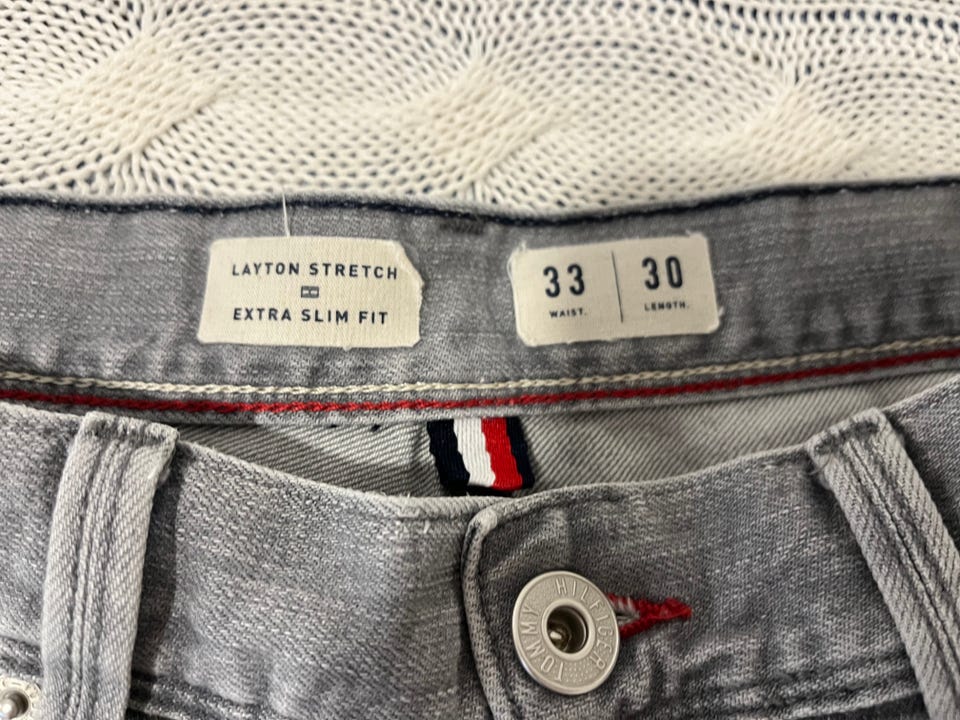 LAYTON STRETCH
EXTRA SLIM FIT
33 30
WAIST. LENGTH.
TOMMY HILFIGER